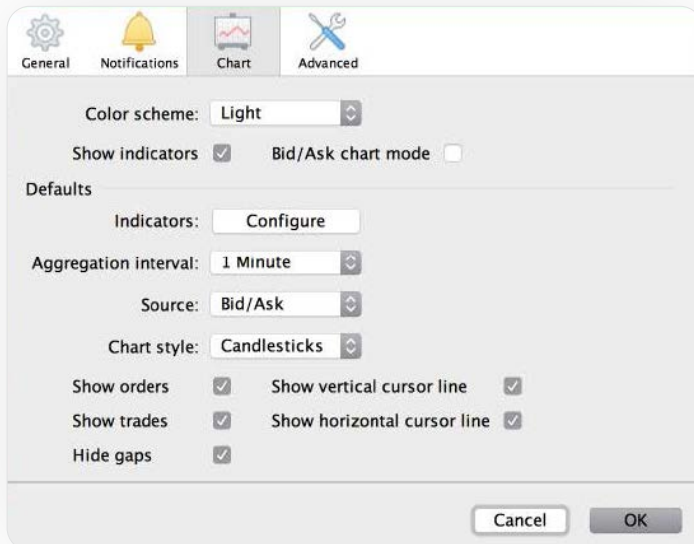 General Notifications Chart Advanced
Color scheme: Light
Show indicators Bid/Ask chart mode
Defaults
Indicators: Configure
Aggregation interval: 1 Minute
Source: Bid/Ask
Chart style: Candlesticks
Show orders Show vertical cursor line
Show trades Show horizontal cursor line
Hide gaps
Cancel OK